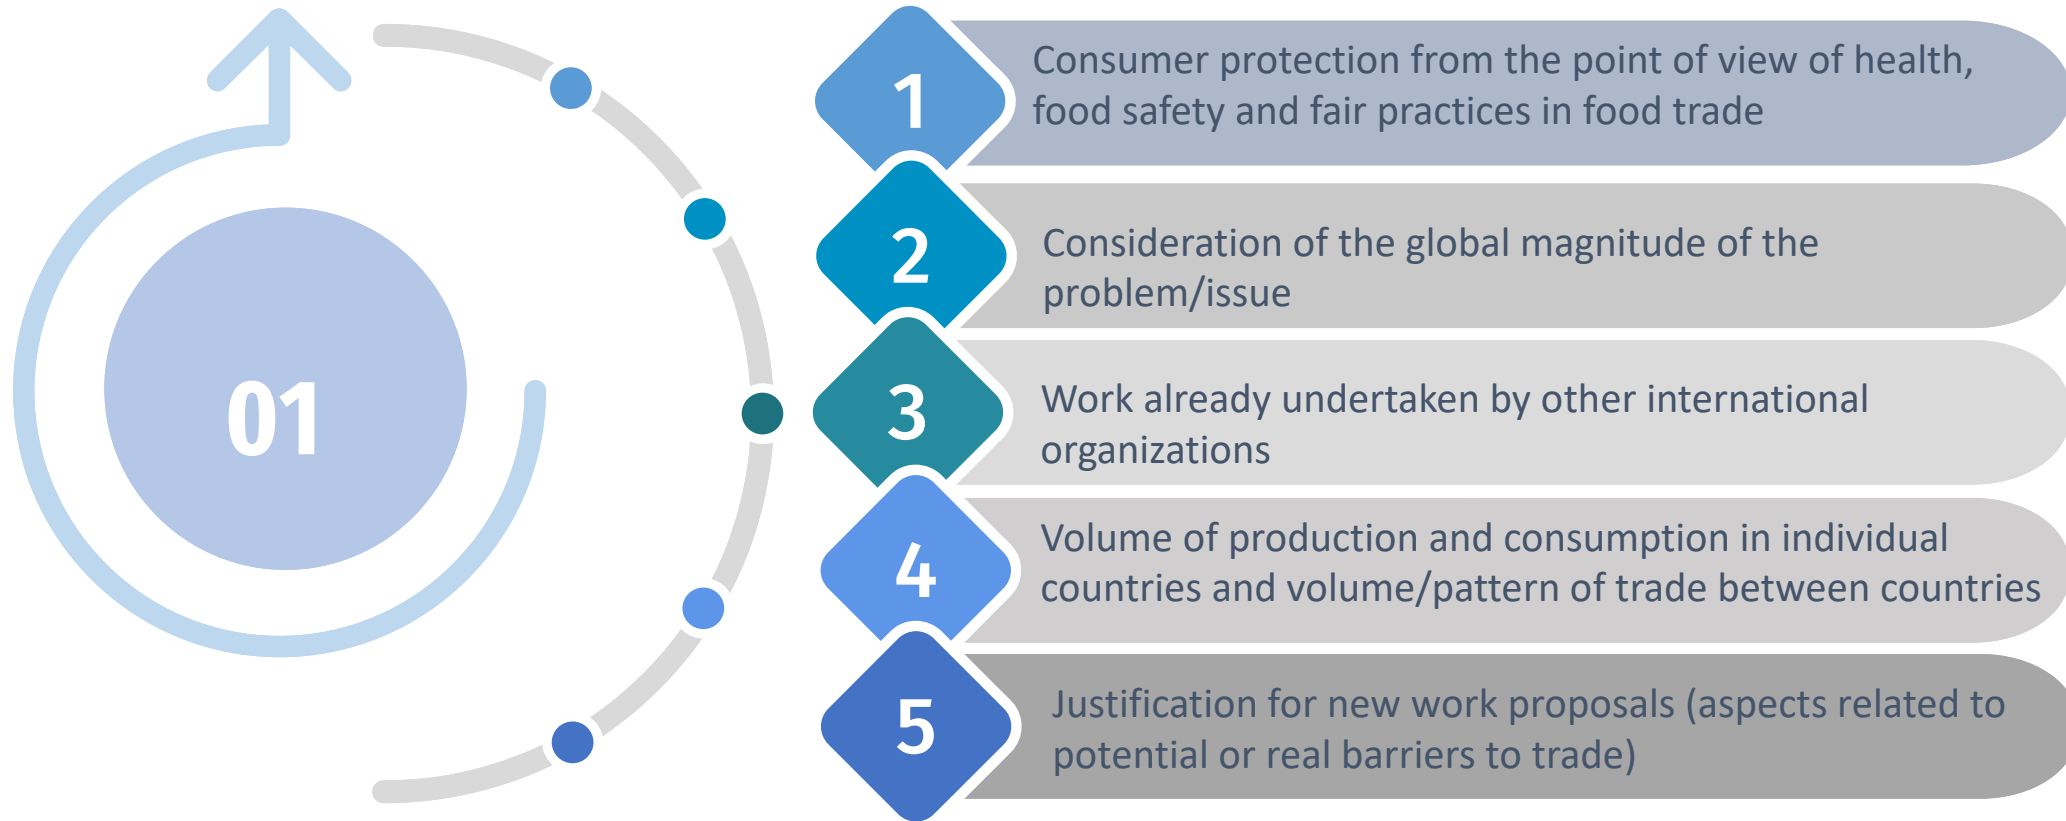 01
1
Consumer protection from the point of view of health,
food safety and fair practices in food trade
2
Consideration of the global magnitude of the
problem/issue
3
Work already undertaken by other international
organizations
4
Volume of production and consumption in individual
countries and volume/pattern of trade between countries
5
Justification for new work proposals (aspects related to
potential or real barriers to trade)